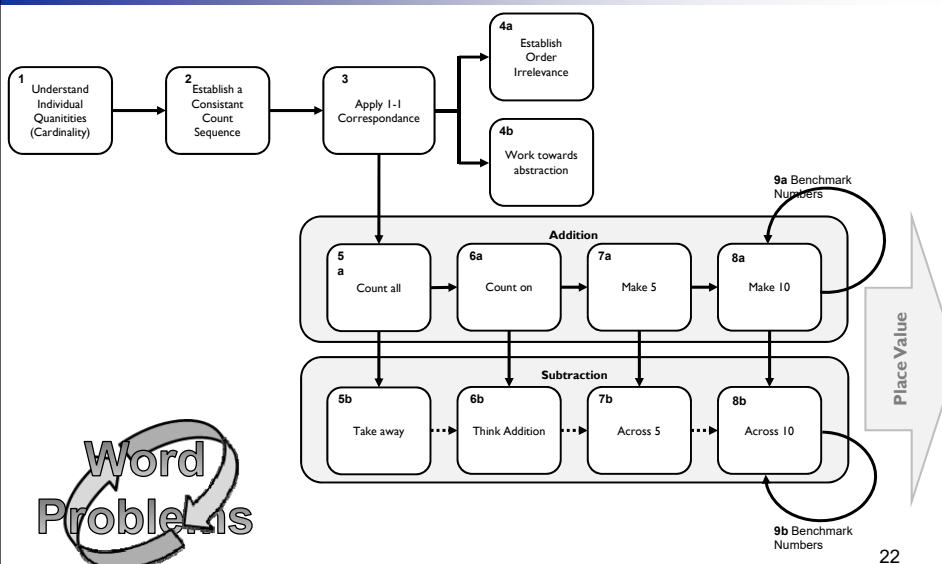 1
Understand
Individual
Quanitities
(Cardinality)
2
Establish a
Consistant
Count
Sequence
3
Apply 1-1
Correspondance
4a
Establish
Order
Irrelevance
4b
Work towards
abstraction
9a Benchmark
Numbers
Addition
5
a
Count all
6a
Count on
7a
Make 5
8a
Make 10
Subtraction
5b
Take away
6b
Think Addition
7b
Across 5
8b
Across 10
9b Benchmark
Numbers
Place Value
Word
Problems
22